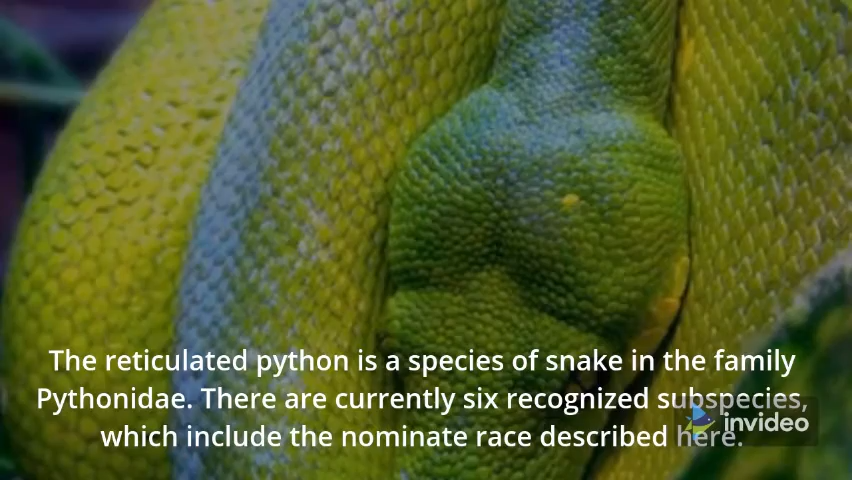 The reticulated python is a species of snake in the family
Pythonidae. There are currently six recognized subspecies,
which include the nominate race described here.
invideo